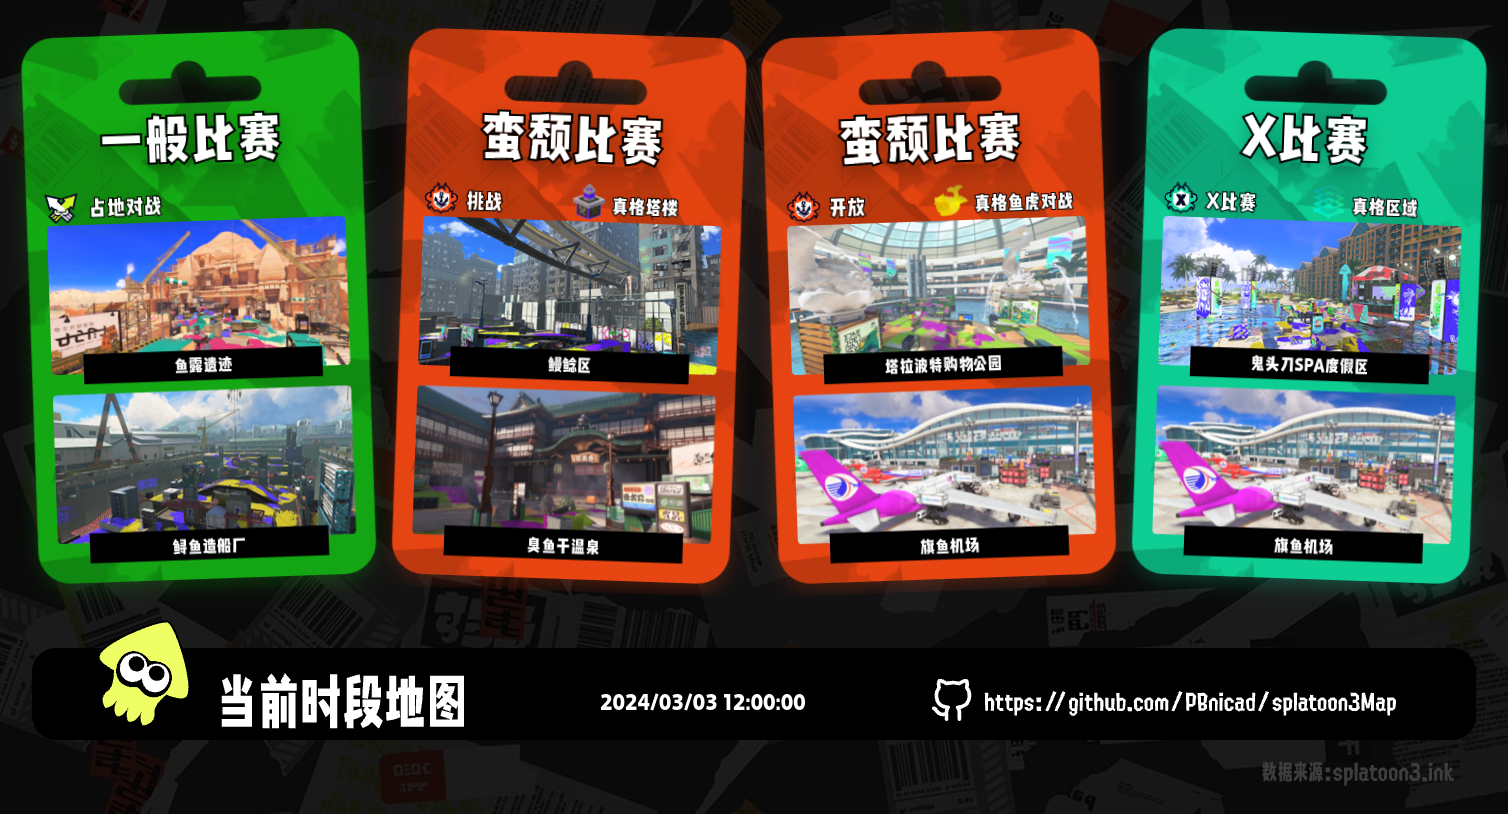 一般比赛
占地对战
鱼露遗迹
鲟鱼造船厂
蛮颓比赛
挑战
真格塔楼
鳗鲶区
臭鱼干温泉
蛮颓比赛
开放
真格鱼虎对战
塔拉波特购物公园
旗鱼机场
X比赛
X比赛
真格区域
鬼头刀SPA度假区
旗鱼机场
当前时段地图
2024/03/03 12:00:00
https://github.com/PBnicad/splatoon3Map
数据来源:splatoon3.ink